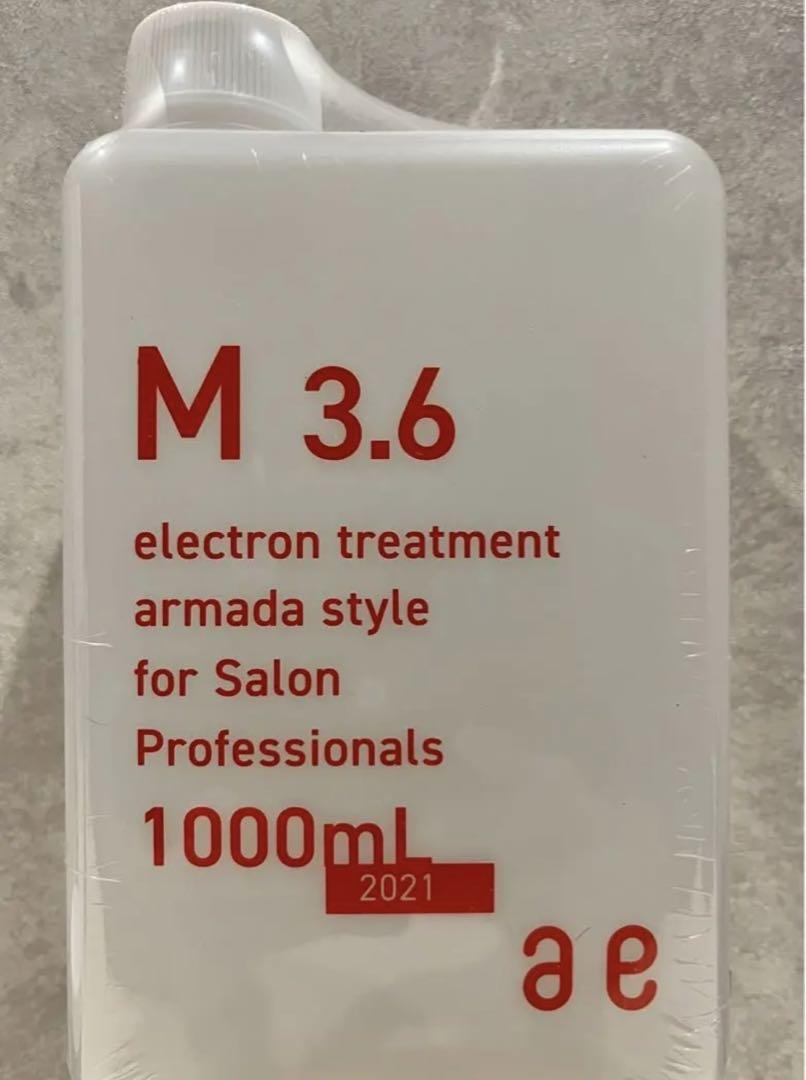 M 3.6
electron treatment
armada style
for Salon
Professionals
1000mL
2021
ae